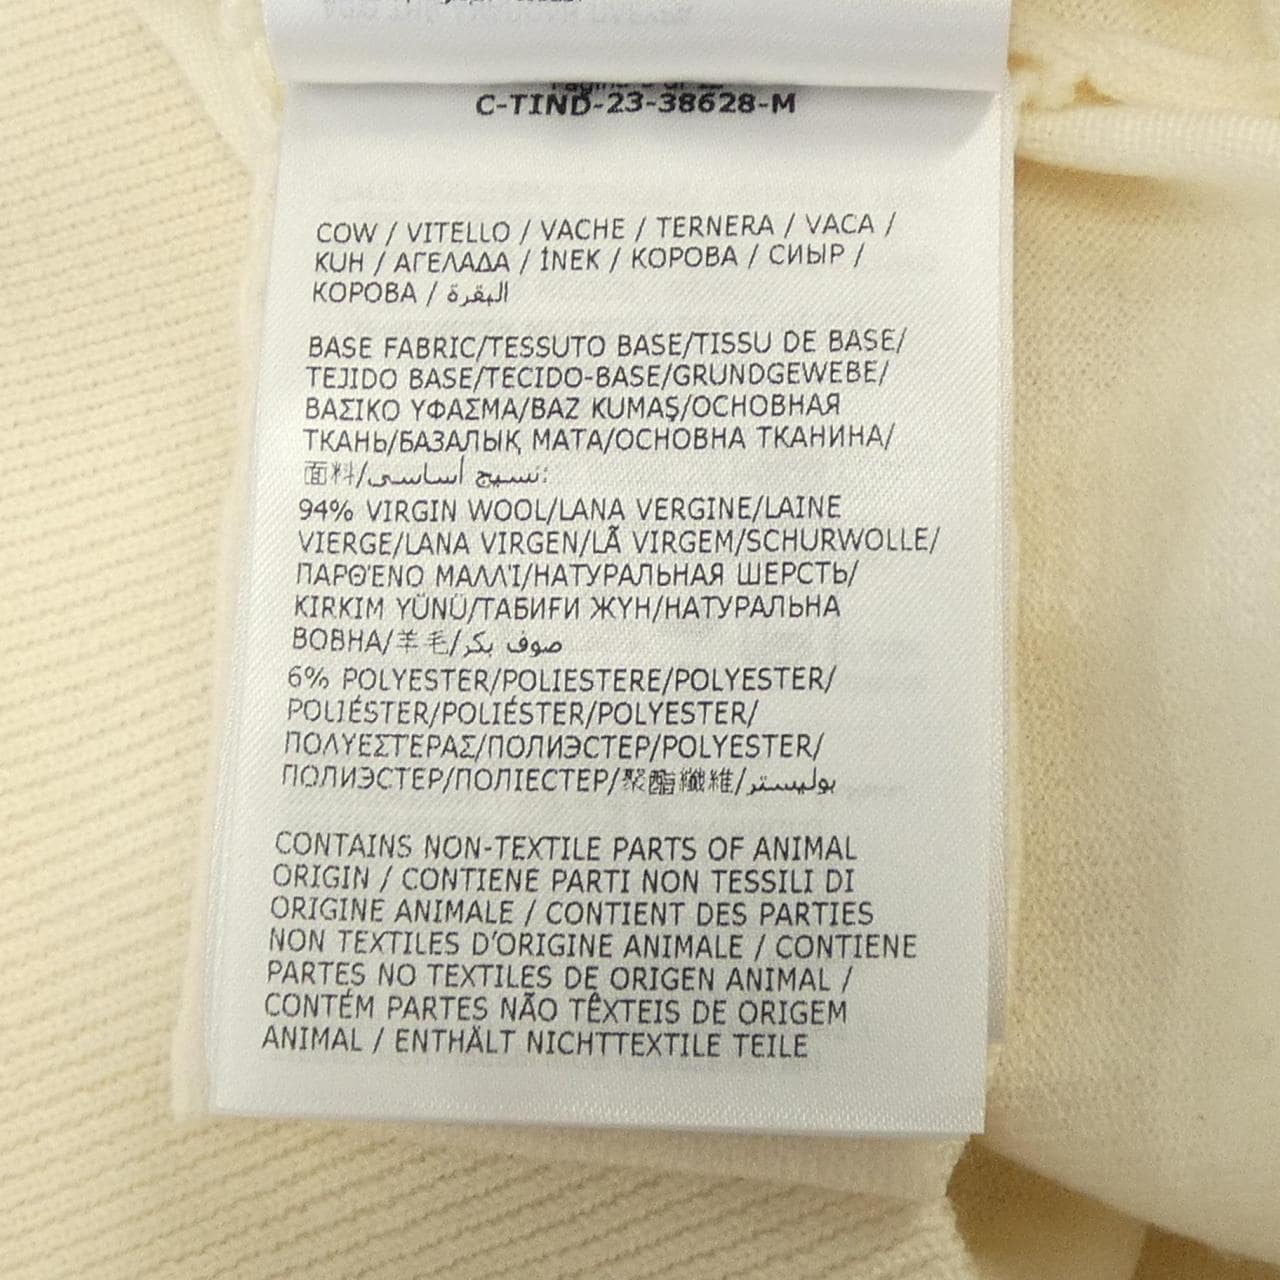 C-TIND-23-38628-M
COW / VITELLO / VACHE / TERNERA / VACA /
KUH / ΑΓΕΛΑΔΑ / İNEK / КОРОВА / СИЫР /
КОРОВА / البقرة
BASE FABRIC/TESSUTO BASE/TISSU DE BASE/
TEJIDO BASE/TECIDO-BASE/GRUNDGEWEBE/
ΒΑΣΙΚΟ ΥΦΑΣΜΑ/BAZ KUMAŞ/ОСНОВНАЯ
ТКАНЬ/БАЗАЛЫҚ МАТА/ОСНОВНА ТКАНИНА/
面料/نسيج أساسى:
94% VIRGIN WOOL/LANA VERGINE/LAINE
VIERGE/LANA VIRGEN/LÃ VIRGEM/SCHURWOLLE/
ΠΑΡΘΈΝΟ ΜΑΛΛΊ/НАТУРАЛЬНАЯ ШЕРСТЬ/
KIRKIM YÜNÜ/ТАБИҒИ ЖҮН/НАТУРАЛЬНА
ВОВНА/羊毛/صوف بكر
6% POLYESTER/POLIESTERE/POLYESTER/
POLIÉSTER/POLIÉSTER/POLYESTER/
ΠΟΛΥΕΣΤΕΡΑΣ/ПОЛИЭСТЕР/POLYESTER/
ПОЛИЭСТЕР/ПОЛІЕСТЕР/聚酯纖維/بوليستر
CONTAINS NON-TEXTILE PARTS OF ANIMAL
ORIGIN / CONTIENE PARTI NON TESSILI DI
ORIGINE ANIMALE / CONTIENT DES PARTIES
NON TEXTILES D'ORIGINE ANIMALE / CONTIENE
PARTES NO TEXTILES DE ORIGEN ANIMAL /
CONTÉM PARTES NÃO TÊXTEIS DE ORIGEM
ANIMAL / ENTHÄLT NICHTTEXTILE TEILE